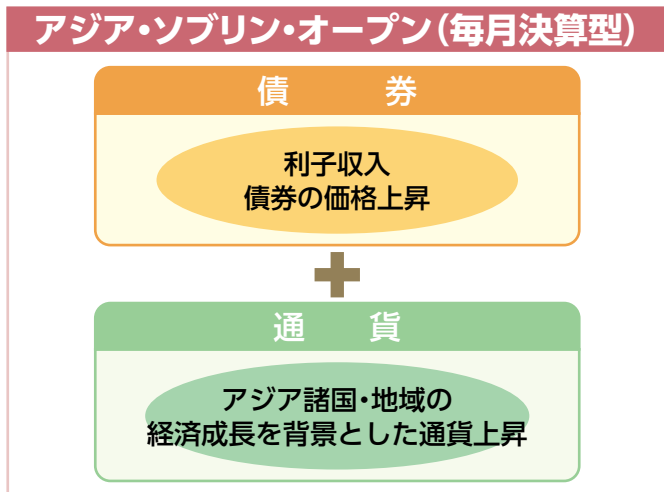 アジア・ソブリン・オープン（毎月決算型）
債 券
利子収入
債券の価格上昇
+
通 貨
アジア諸国・地域の
経済成長を背景とした通貨上昇